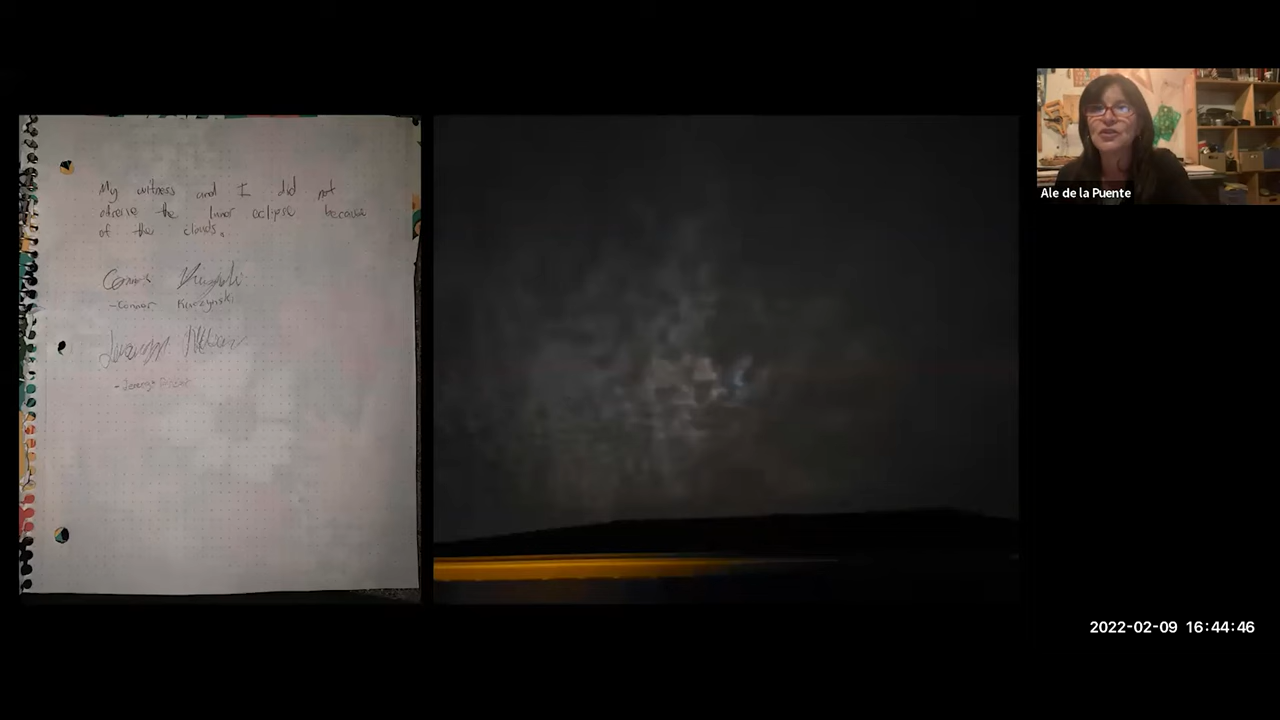 My witness and I did not
observe the lunar eclipse because
of the clouds.
Connor
-Connor
Ale de la Puente
2022-02-09 16:44:46